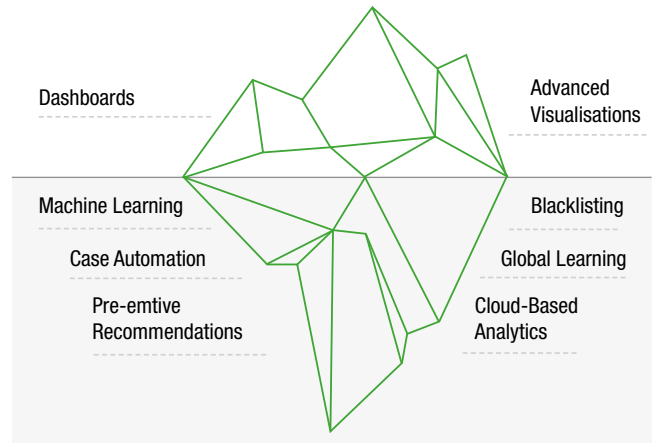 Dashboards
Advanced
Visualisations
Machine Learning
Blacklisting
Case Automation
Global Learning
Pre-emtive
Recommendations
Cloud-Based
Analytics